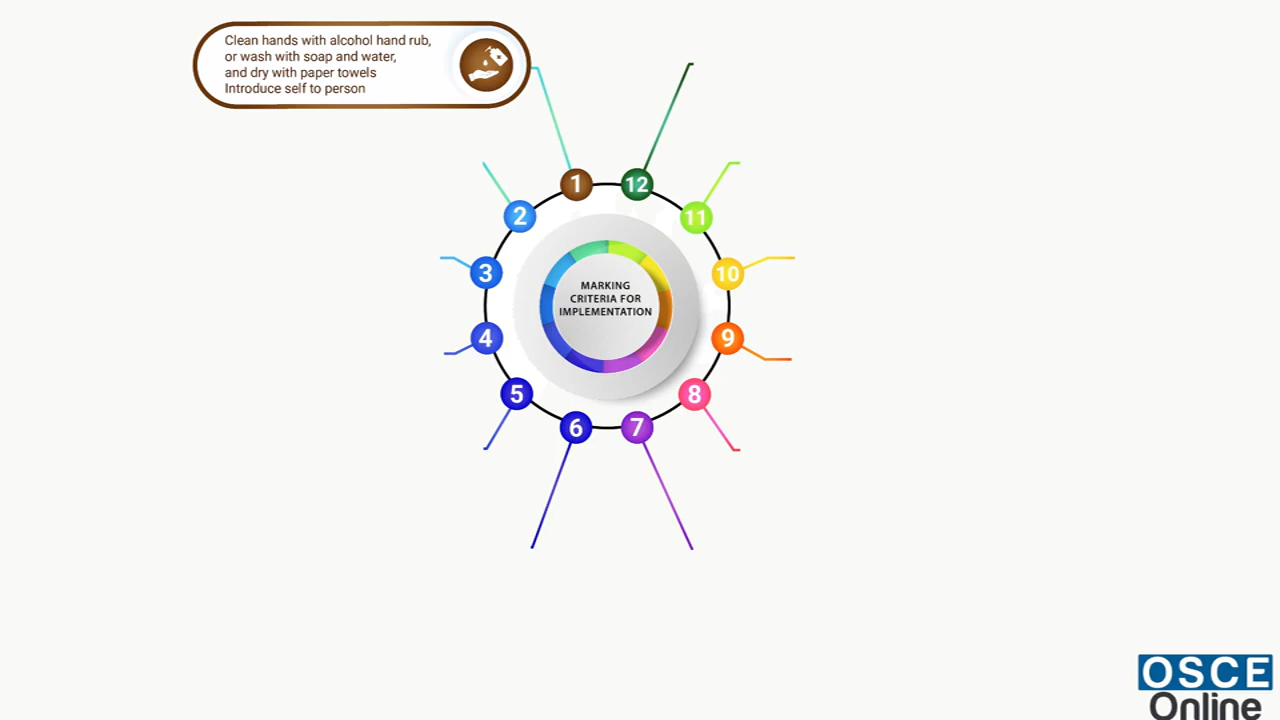 Clean hands with alcohol hand rub,
or wash with soap and water,
and dry with paper towels
Introduce self to person
1
12
2
11
3
10
4
9
5
8
6
7
MARKING
CRITERIA FOR
IMPLEMENTATION
OSCE
Online